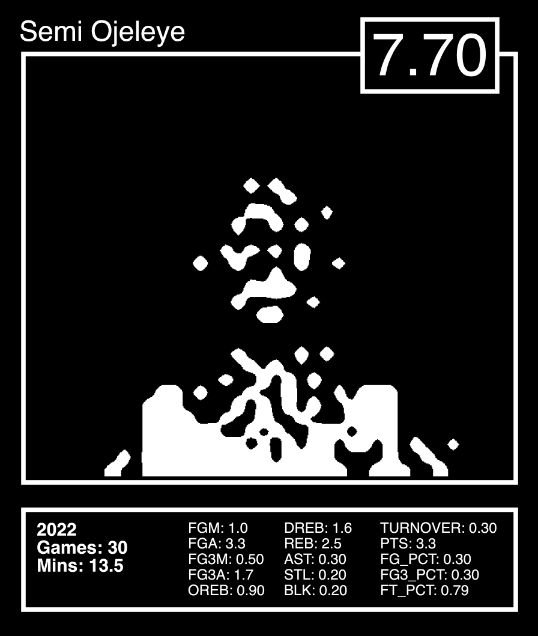 Semi Ojeleye
7.70
2022
Games: 30
Mins: 13.5
FGM: 1.0
FGA: 3.3
FG3M: 0.50
FG3A: 1.7
OREB: 0.90
DREB: 1.6
REB: 2.5
AST: 0.30
STL: 0.20
BLK: 0.20
TURNOVER: 0.30
PTS: 3.3
FG_PCT: 0.30
FG3_PCT: 0.30
FT_PCT: 0.79